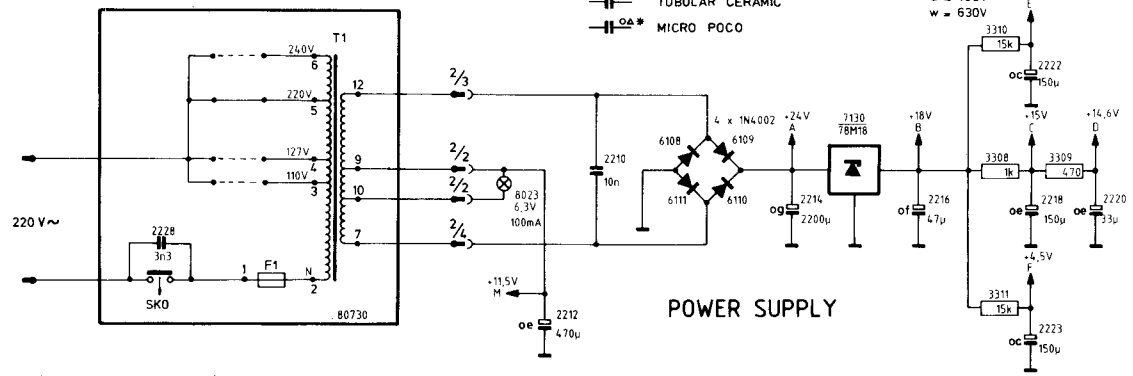 TUBULAR CERAMIC
MICRO POCO
w = 630V
T1
240V
6
220V
5
127V
4
110V
3
220 V~
2228
3n3
SK0
1
F1
N
2
80730
12
9
10
7
2/3
2/2
2/2
2/4
8023
6,3V
100mA
+11,5V
M
oe
2212
470µ
2210
10n
4 x 1N4002
6108
6109
6111
6110
+24V
A
og
2214
2200µ
7130
78M18
+18V
B
of
2216
47µ
POWER SUPPLY
3310
15k
E
oc
2222
150µ
3308
1k
+15V
C
oe
2218
150µ
3309
470
+14,6V
D
oe
2220
33µ
3311
15k
+4,5V
F
oc
2223
150µ